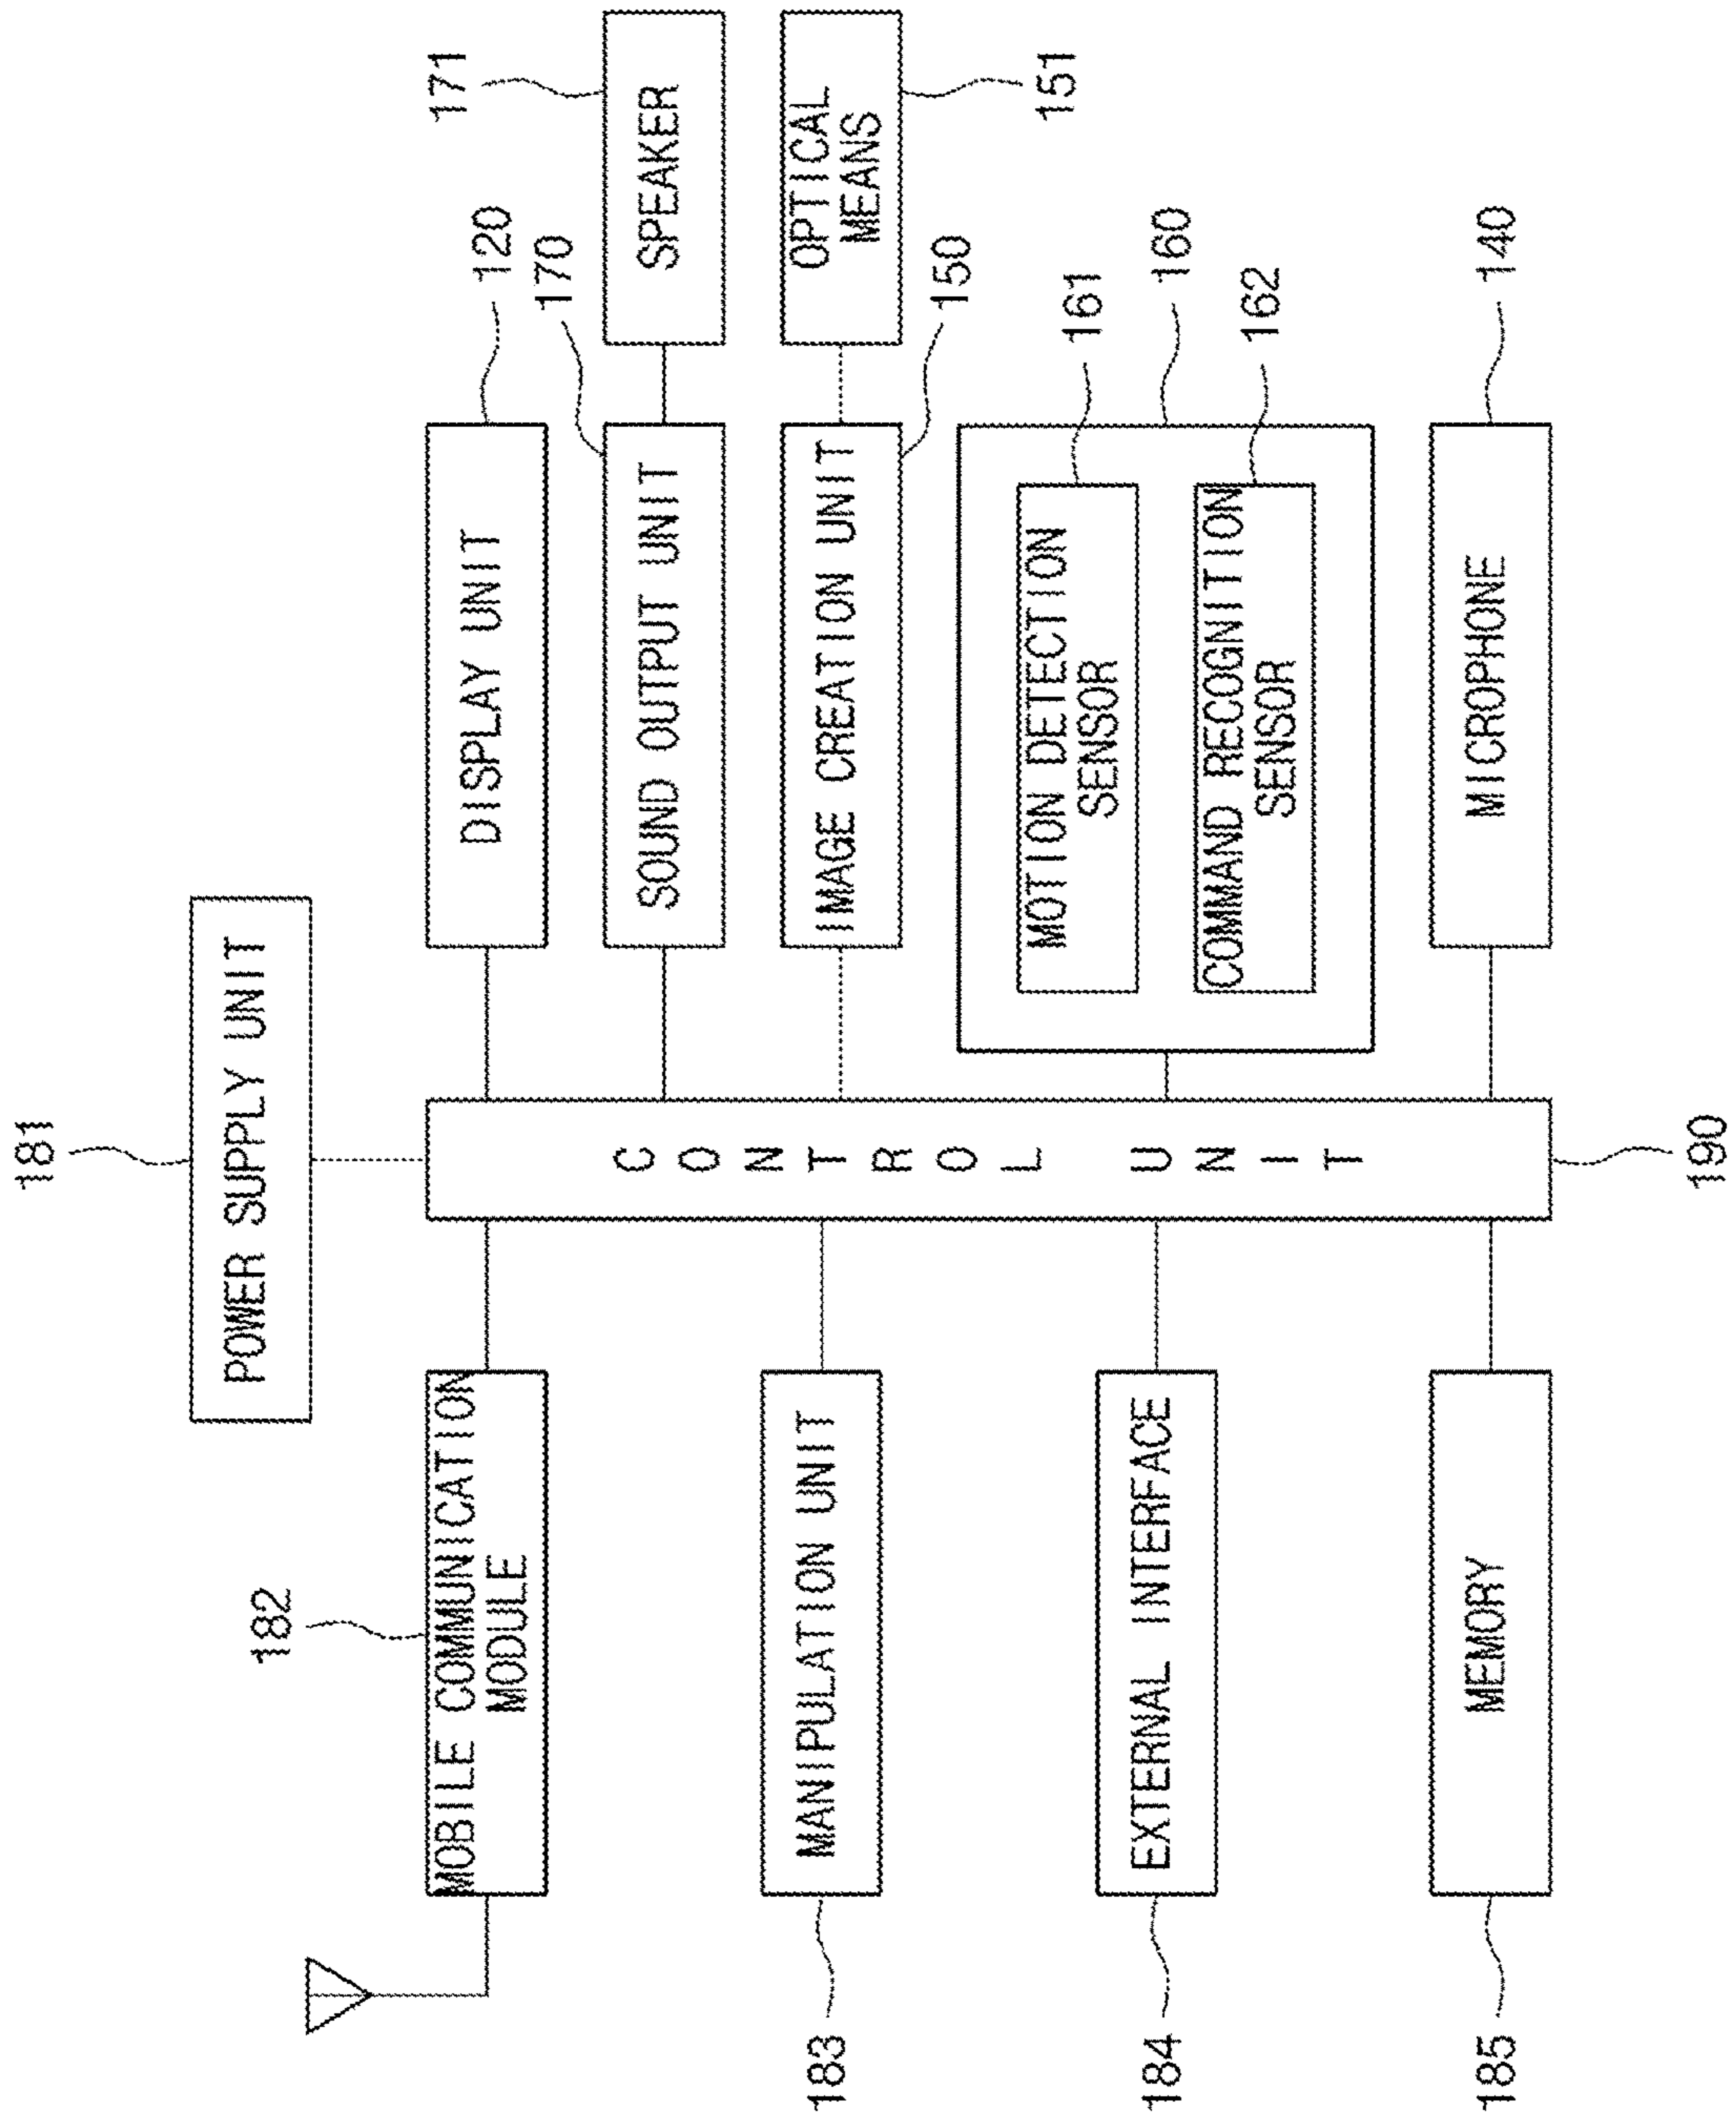 181
POWER SUPPLY UNIT
182
MOBILE COMMUNICATION
MODULE
DISPLAY UNIT
120
171
170
SOUND OUTPUT UNIT
SPEAKER
183
MANIPULATION UNIT
IMAGE CREATION UNIT
OPTICAL
MEANS
150
151
CONTROL UNIT
MOTION DETECTION
SENSOR
161
160
184
EXTERNAL INTERFACE
COMMAND RECOGNITION
SENSOR
162
185
MEMORY
MICROPHONE
140
190